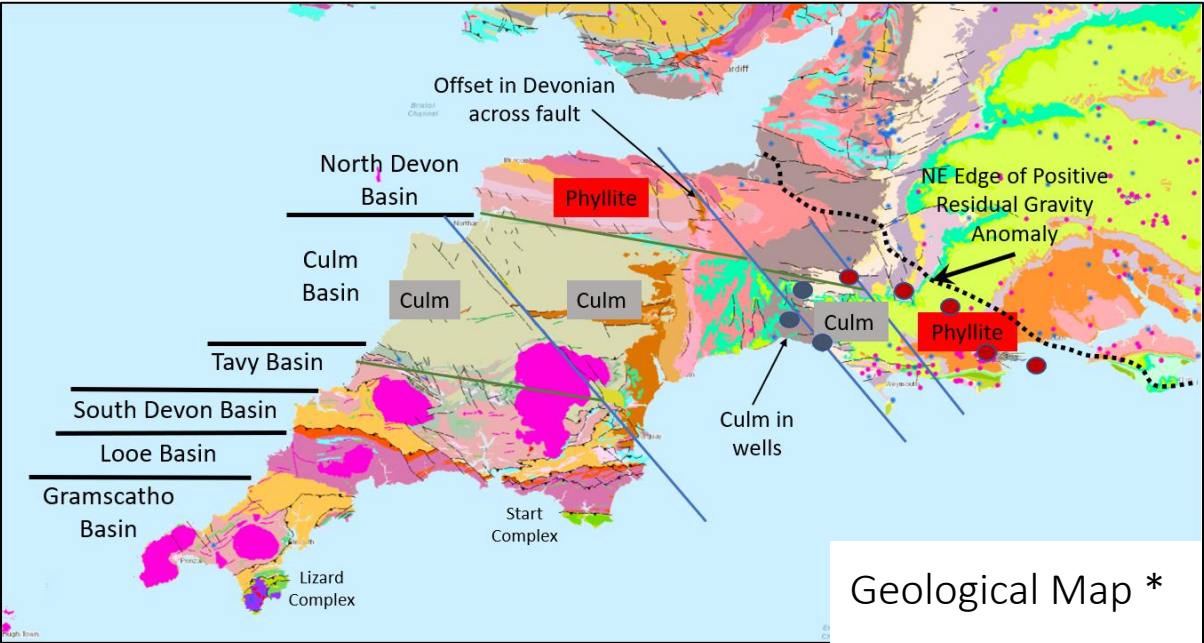 Offset in Devonian
across fault
North Devon
Basin
Phyllite
NE Edge of Positive
Residual Gravity
Anomaly
Culm
Basin
Culm
Culm
Culm
Phyllite
Tavy Basin
South Devon Basin
Looe Basin
Gramscatho
Basin
Culm in
wells
Start
Complex
Lizard
Complex
Geological Map *
Bristol
Channel